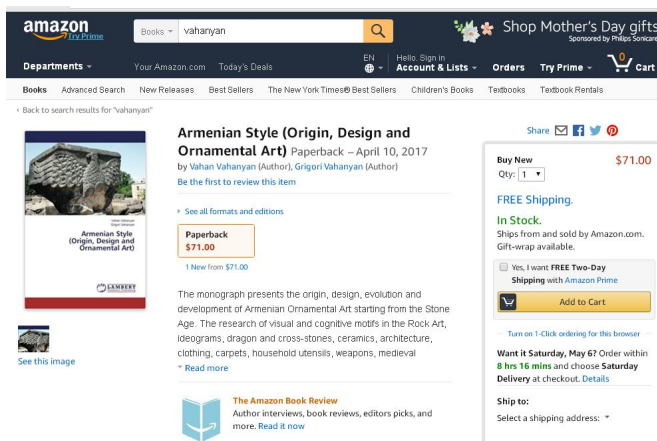 amazon
Try Prime
Books
vahanyan
Shop Mother's Day gifts
Sponsored by Philips Sonicare
Departments
Your Amazon.com
Today's Deals
EN
Hello. Sign in
Account & Lists
Orders
Try Prime
0
Cart
Books
Advanced Search
New Releases
Best Sellers
The New York Times® Best Sellers
Children's Books
Textbooks
Textbook Rentals
‹ Back to search results for "vahanyan"
Vahan Vahanyan
Grigori Vahanyan
Armenian Style
(Origin, Design and
Ornamental Art)
LAMBERT
See this image
Armenian Style (Origin, Design and
Ornamental Art) Paperback – April 10, 2017
by Vahan Vahanyan (Author), Grigori Vahanyan (Author)
Be the first to review this item
See all formats and editions
Paperback
$71.00
1 New from $71.00
The monograph presents the origin, design, evolution and
development of Armenian Ornamental Art starting from the Stone
Age. The research of visual and cognitive motifs in the Rock Art,
ideograms, dragon and cross-stones, ceramics, architecture,
clothing, carpets, household utensils, weapons, medieval
Read more
The Amazon Book Review
Author interviews, book reviews, editors picks, and
more. Read it now
Share
Buy New
$71.00
Qty: 1
FREE Shipping.
In Stock.
Ships from and sold by Amazon.com.
Gift-wrap available.
Yes, I want FREE Two-Day
Shipping with Amazon Prime
Add to Cart
Turn on 1-Click ordering for this browser
Want it Saturday, May 6? Order within
8 hrs 16 mins and choose Saturday
Delivery at checkout. Details
Ship to:
Select a shipping address: